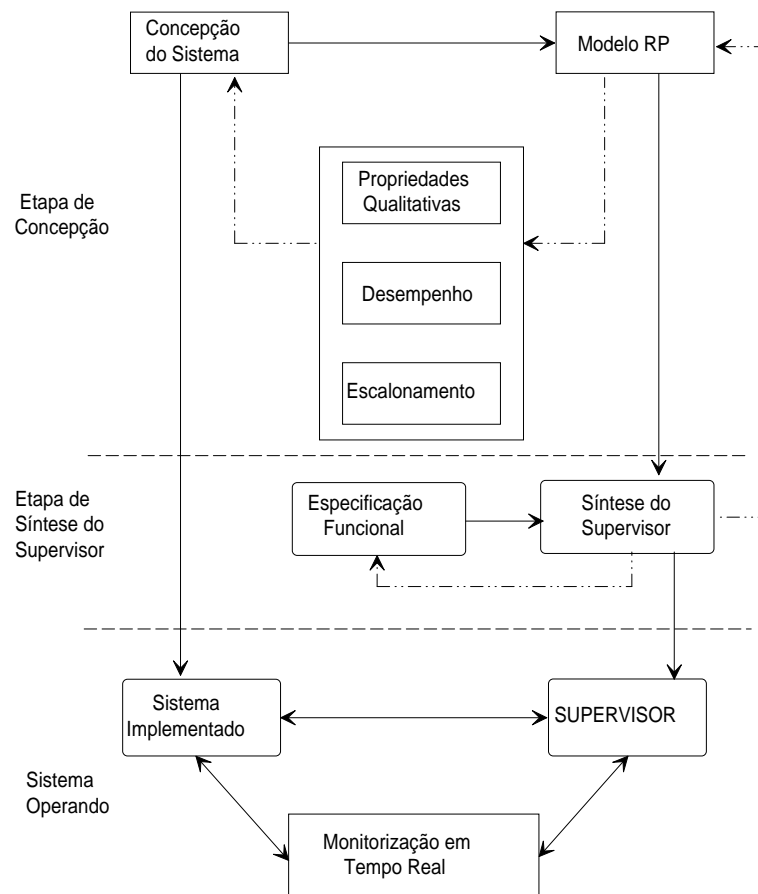 Concepção
do Sistema
Modelo RP
Propriedades
Qualitativas
Etapa de
Concepção
Desempenho
Escalonamento
Etapa de
Síntese do
Supervisor
Especificação
Funcional
Síntese do
Supervisor
Sistema
Implementado
SUPERVISOR
Sistema
Operando
Monitorização em
Tempo Real